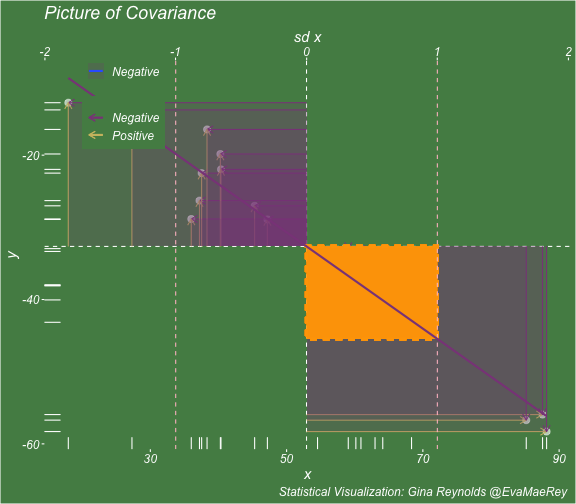 Picture of Covariance
sd x
-2 -1 0 1 2
Negative
Negative
Positive
-20
-40
-60
y
30 50 70 90
x
Statistical Visualization: Gina Reynolds @EvaMaeRey